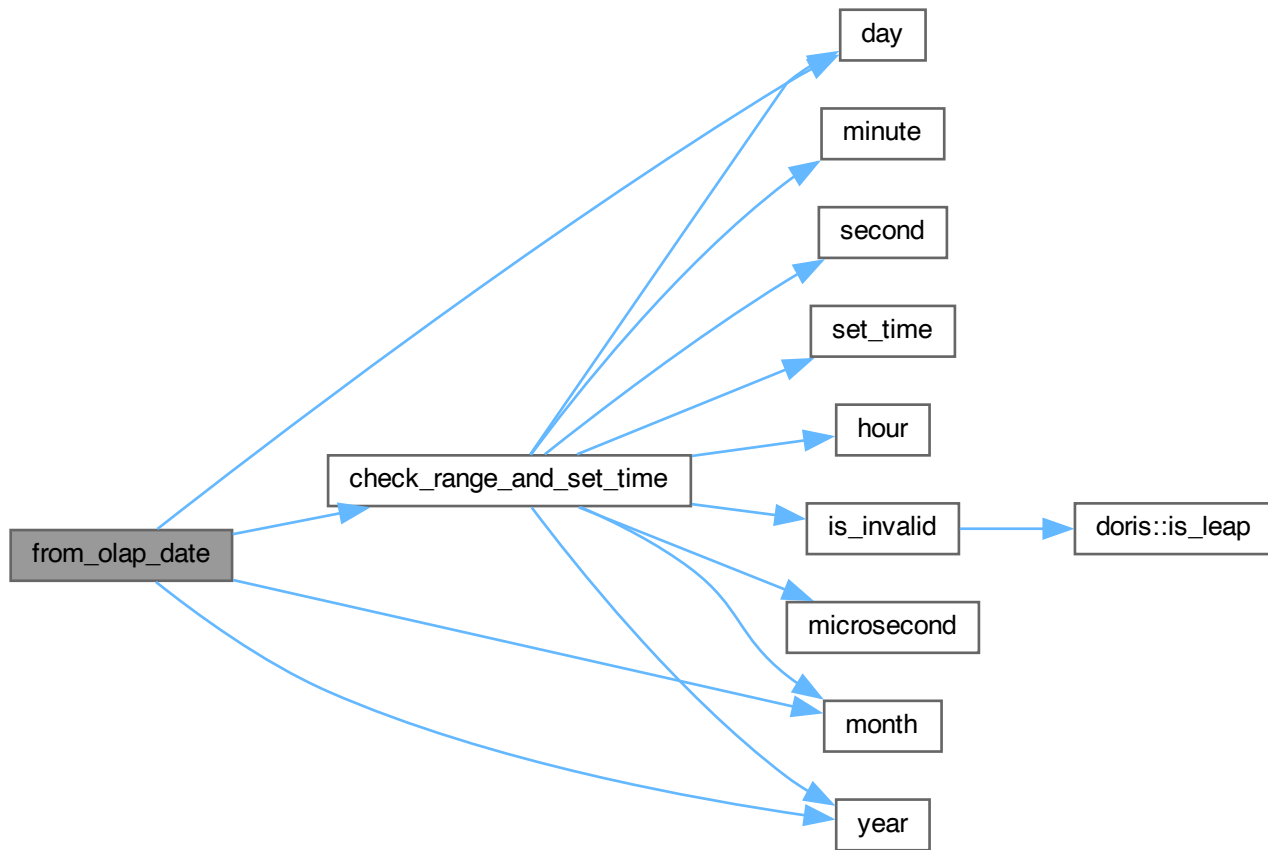 day
minute
second
set_time
hour
check_range_and_set_time
is_invalid
doris::is_leap
from_olap_date
microsecond
month
year